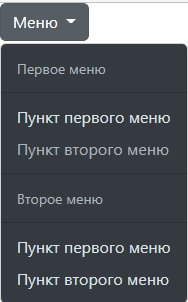 Меню
Первое меню
Пункт первого меню
Пункт второго меню
Второе меню
Пункт первого меню
Пункт второго меню